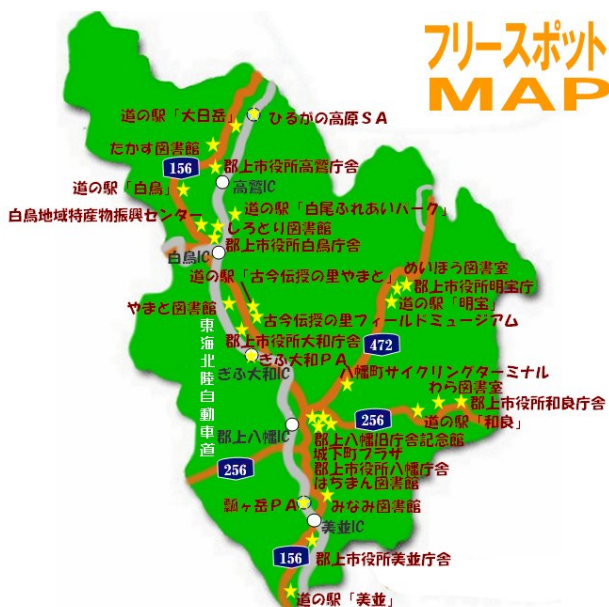 フリースポット
MAP
道の駅「大日岳」
ひるがの高原SA
たかす図書館
156
郡上市役所高鷲庁舎
高鷲IC
道の駅「白鳥」
道の駅「白尾ふれあいパーク」
白鳥地域特産物振興センター
しろとり図書館
郡上市役所白鳥庁舎
白鳥IC
道の駅「古今伝授の里やまと」
めいほう図書室
郡上市役所明宝庁
道の駅「明宝」
やまと図書館
古今伝授の里フィールドミュージアム
東海北陸自動車道
郡上市役所大和庁舎
472
ぎふ大和PA
ぎふ大和IC
八幡町サイクリングターミナル
わら図書室
郡上市役所和良庁舎
256
道の駅「和良」
郡上八幡IC
郡上八幡旧庁舎記念館
城下町プラザ
郡上市役所八幡庁舎
256
はちまん図書館
瓢ヶ岳PA
みなみ図書館
美並IC
156
郡上市役所美並庁舎
道の駅「美並」